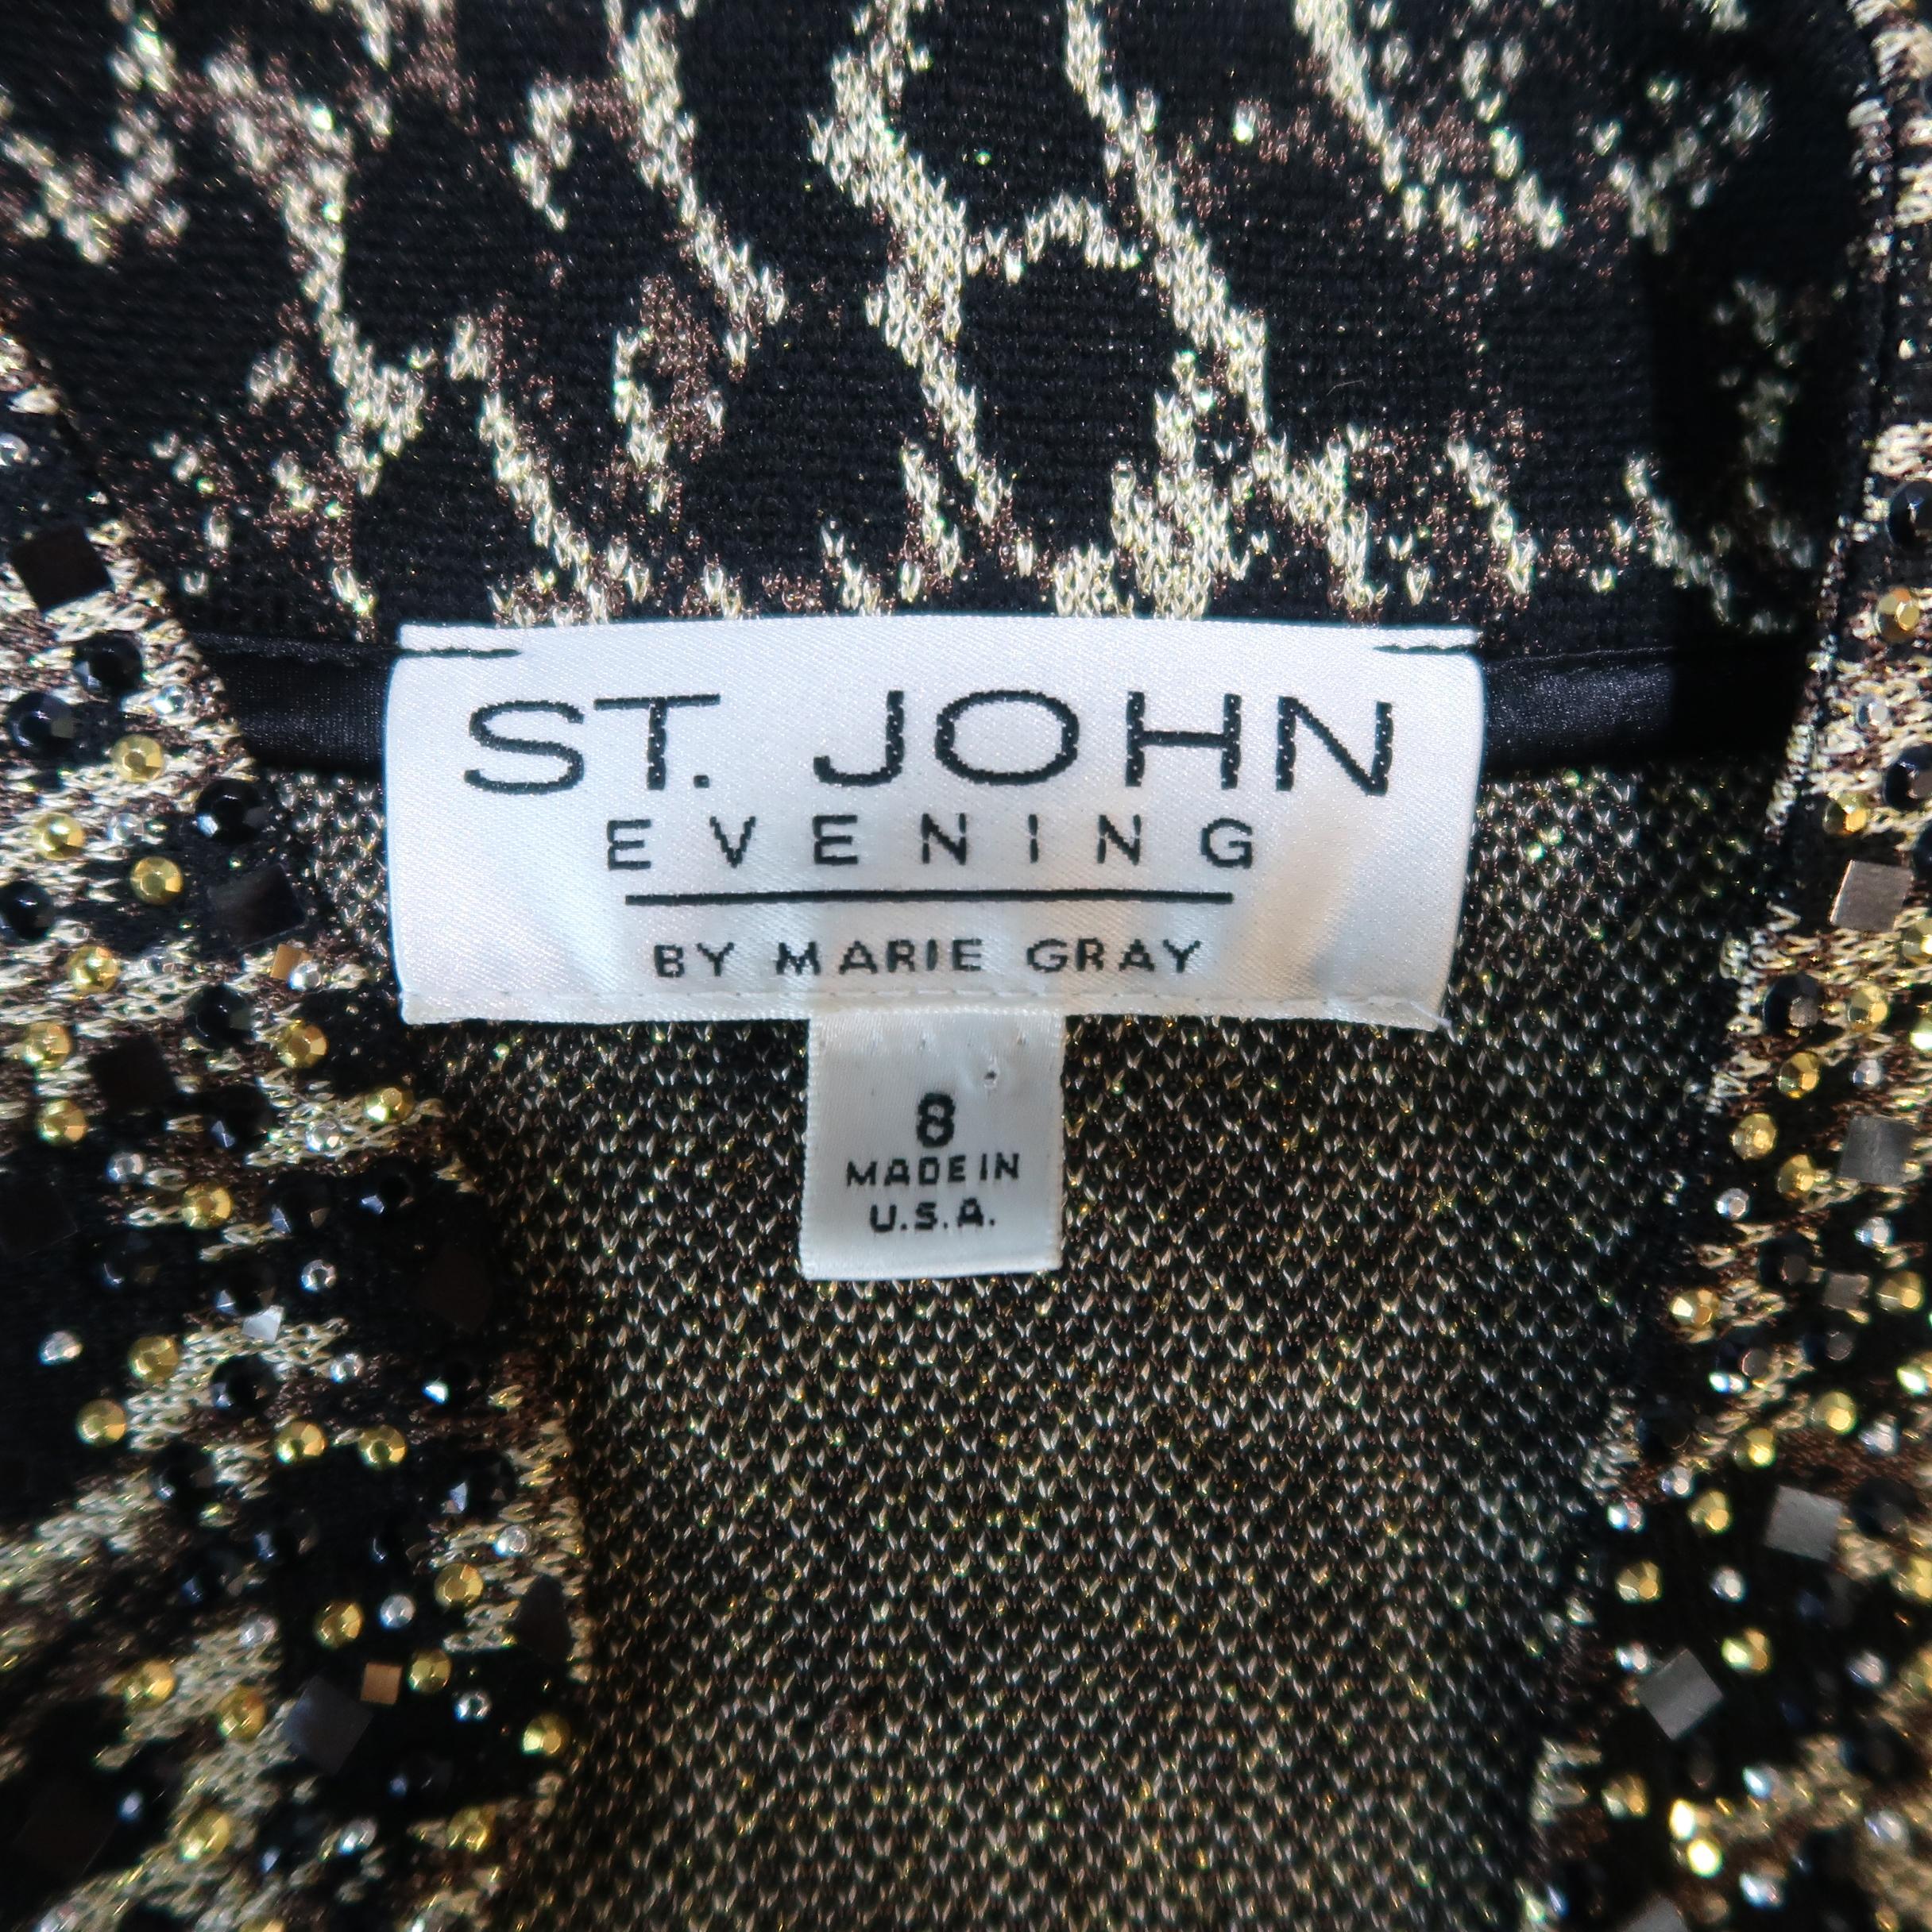 ST. JOHN
EVENING
BY MARIE GRAY
8
MADE IN
U.S.A.